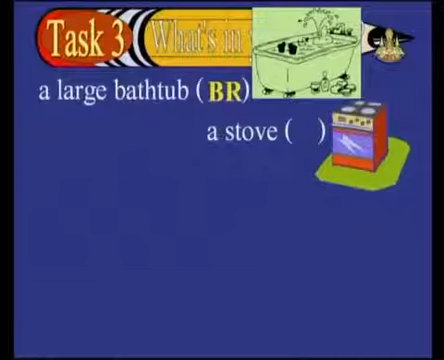 Task 3 What's in
a large bathtub ( BR )
a stove (   )